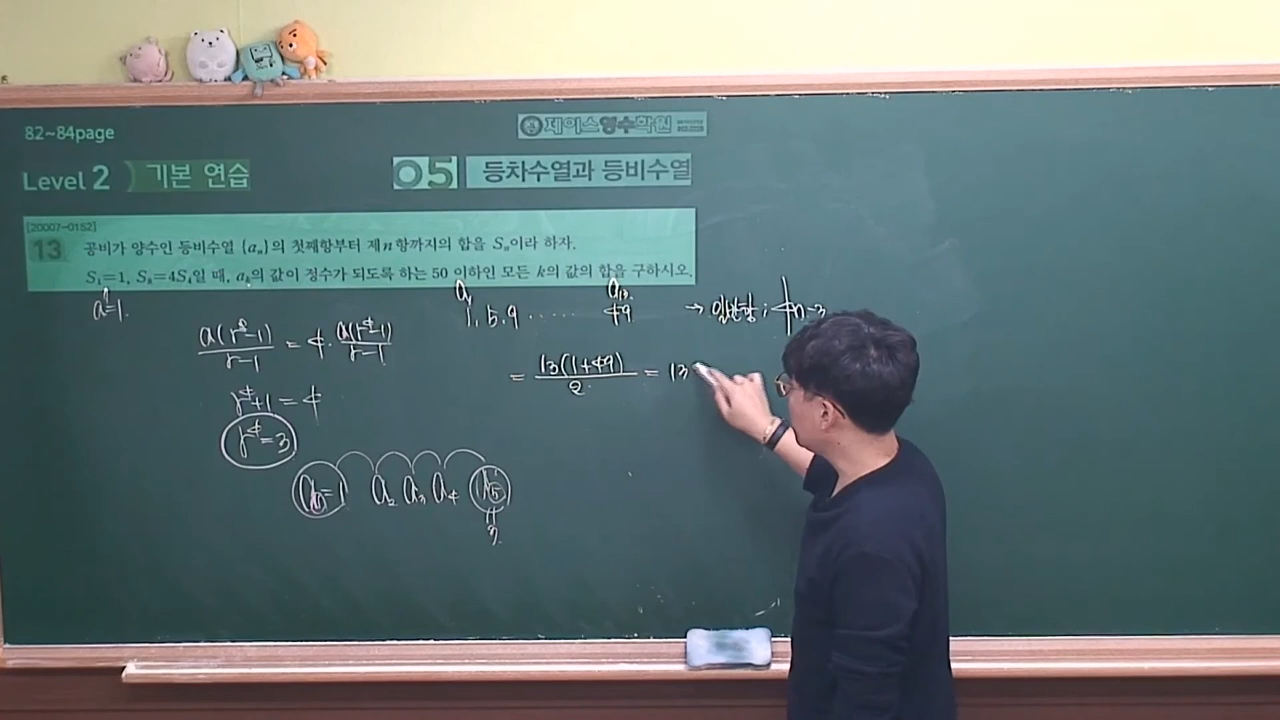 82~84page
제이스영수학원
Level 2 기본 연습
05 등차수열과 등비수열
[20007-0152]
13 공비가 양수인 등비수열 {aₙ}의 첫째항부터 제n항까지의 합을 Sₙ이라 하자.
S₁=1, S₈=4S₄일 때, aₖ의 값이 정수가 되도록 하는 50 이하인 모든 k의 값의 합을 구하시오.
a=1.
a₁ a₁₃
1, 5, 9 ..... 49 → 일반항; 4n-3
a(r⁸-1)/r-1 = 4·a(r⁴-1)/r-1
= 13(1+49)/2 = 13
r⁴+1=4
r⁴=3
a₁=1 a₂ a₃ a₄ a₅
3